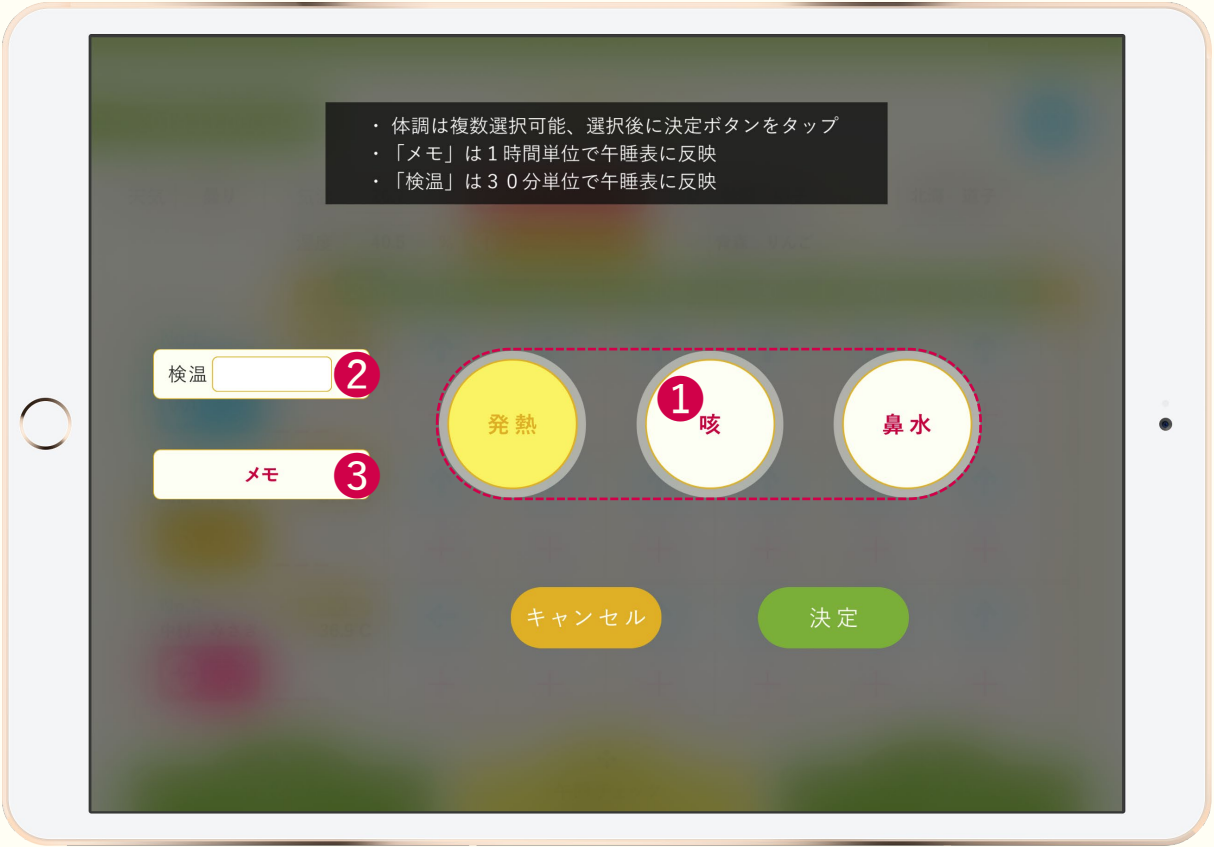 ・ 体調は複数選択可能、選択後に決定ボタンをタップ
・「メモ」は１時間単位で午睡表に反映
・「検温」は３０分単位で午睡表に反映
検温 2
1
発熱 咳 鼻水
メモ 3
キャンセル 決定